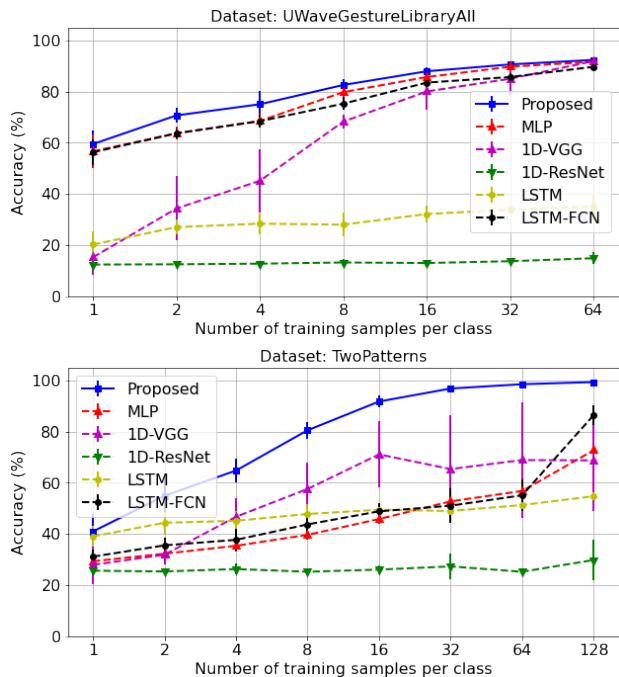 Dataset: UWaveGestureLibraryAll
100
80
60
40
20
0
Accuracy (%)
Proposed
MLP
1D-VGG
1D-ResNet
LSTM
LSTM-FCN
1 2 4 8 16 32 64
Number of training samples per class
Dataset: TwoPatterns
100
80
60
40
20
0
Accuracy (%)
Proposed
MLP
1D-VGG
1D-ResNet
LSTM
LSTM-FCN
1 2 4 8 16 32 64 128
Number of training samples per class